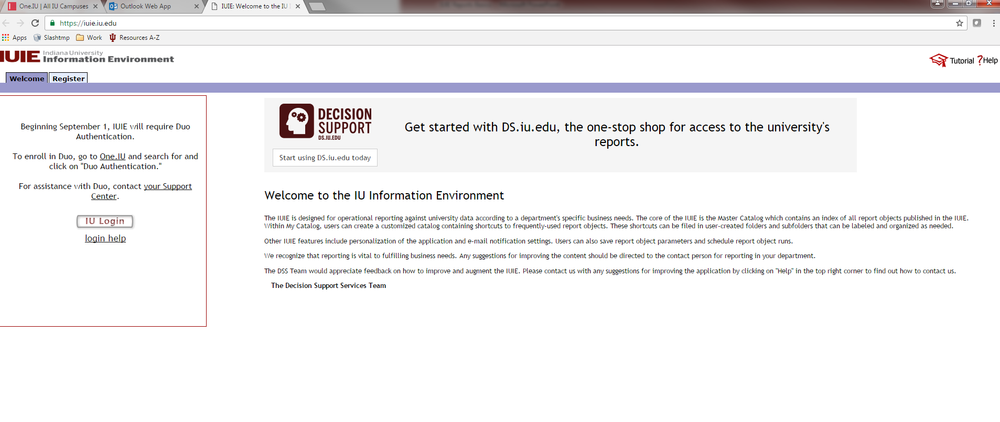 One.IU | All IU Campuses
Outlook Web App
IUIE: Welcome to the IU I
https://iuie.iu.edu
Apps
Slashtmp
Work
Resources A-Z
IUIE Indiana University
Information Environment
Tutorial ?Help
Welcome
Register
Beginning September 1, IUIE will require Duo
Authentication.
To enroll in Duo, go to One.IU and search for and
click on "Duo Authentication."
For assistance with Duo, contact your Support
Center.
IU Login
login help
DECISION
SUPPORT
DS.IU.EDU
Start using DS.iu.edu today
Get started with DS.iu.edu, the one-stop shop for access to the university's
reports.
Welcome to the IU Information Environment
The IUIE is designed for operational reporting against university data according to a department's specific business needs. The core of the IUIE is the Master Catalog which contains an index of all report objects published in the IUIE.
Within My Catalog, users can create a customized catalog containing shortcuts to frequently-used report objects. These shortcuts can be filed in user-created folders and subfolders that can be labeled and organized as needed.
Other IUIE features include personalization of the application and e-mail notification settings. Users can also save report object parameters and schedule report object runs.
We recognize that reporting is vital to fulfilling business needs. Any suggestions for improving the content should be directed to the contact person for reporting in your department.
The DSS Team would appreciate feedback on how to improve and augment the IUIE. Please contact us with any suggestions for improving the application by clicking on "Help" in the top right corner to find out how to contact us.
The Decision Support Services Team